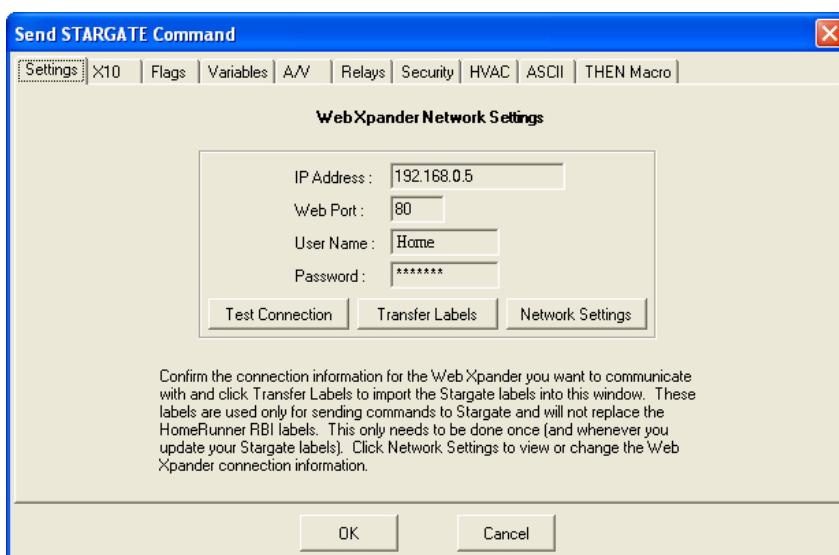 Send STARGATE Command
Settings X10 Flags Variables A/V Relays Security HVAC ASCII THEN Macro
Web Xpander Network Settings
IP Address : 192.168.0.5
Web Port : 80
User Name : Home
Password : *******
Test Connection Transfer Labels Network Settings
Confirm the connection information for the Web Xpander you want to communicate
with and click Transfer Labels to import the Stargate labels into this window. These
labels are used only for sending commands to Stargate and will not replace the
HomeRunner RBI labels. This only needs to be done once (and whenever you
update your Stargate labels). Click Network Settings to view or change the Web
Xpander connection information.
OK Cancel